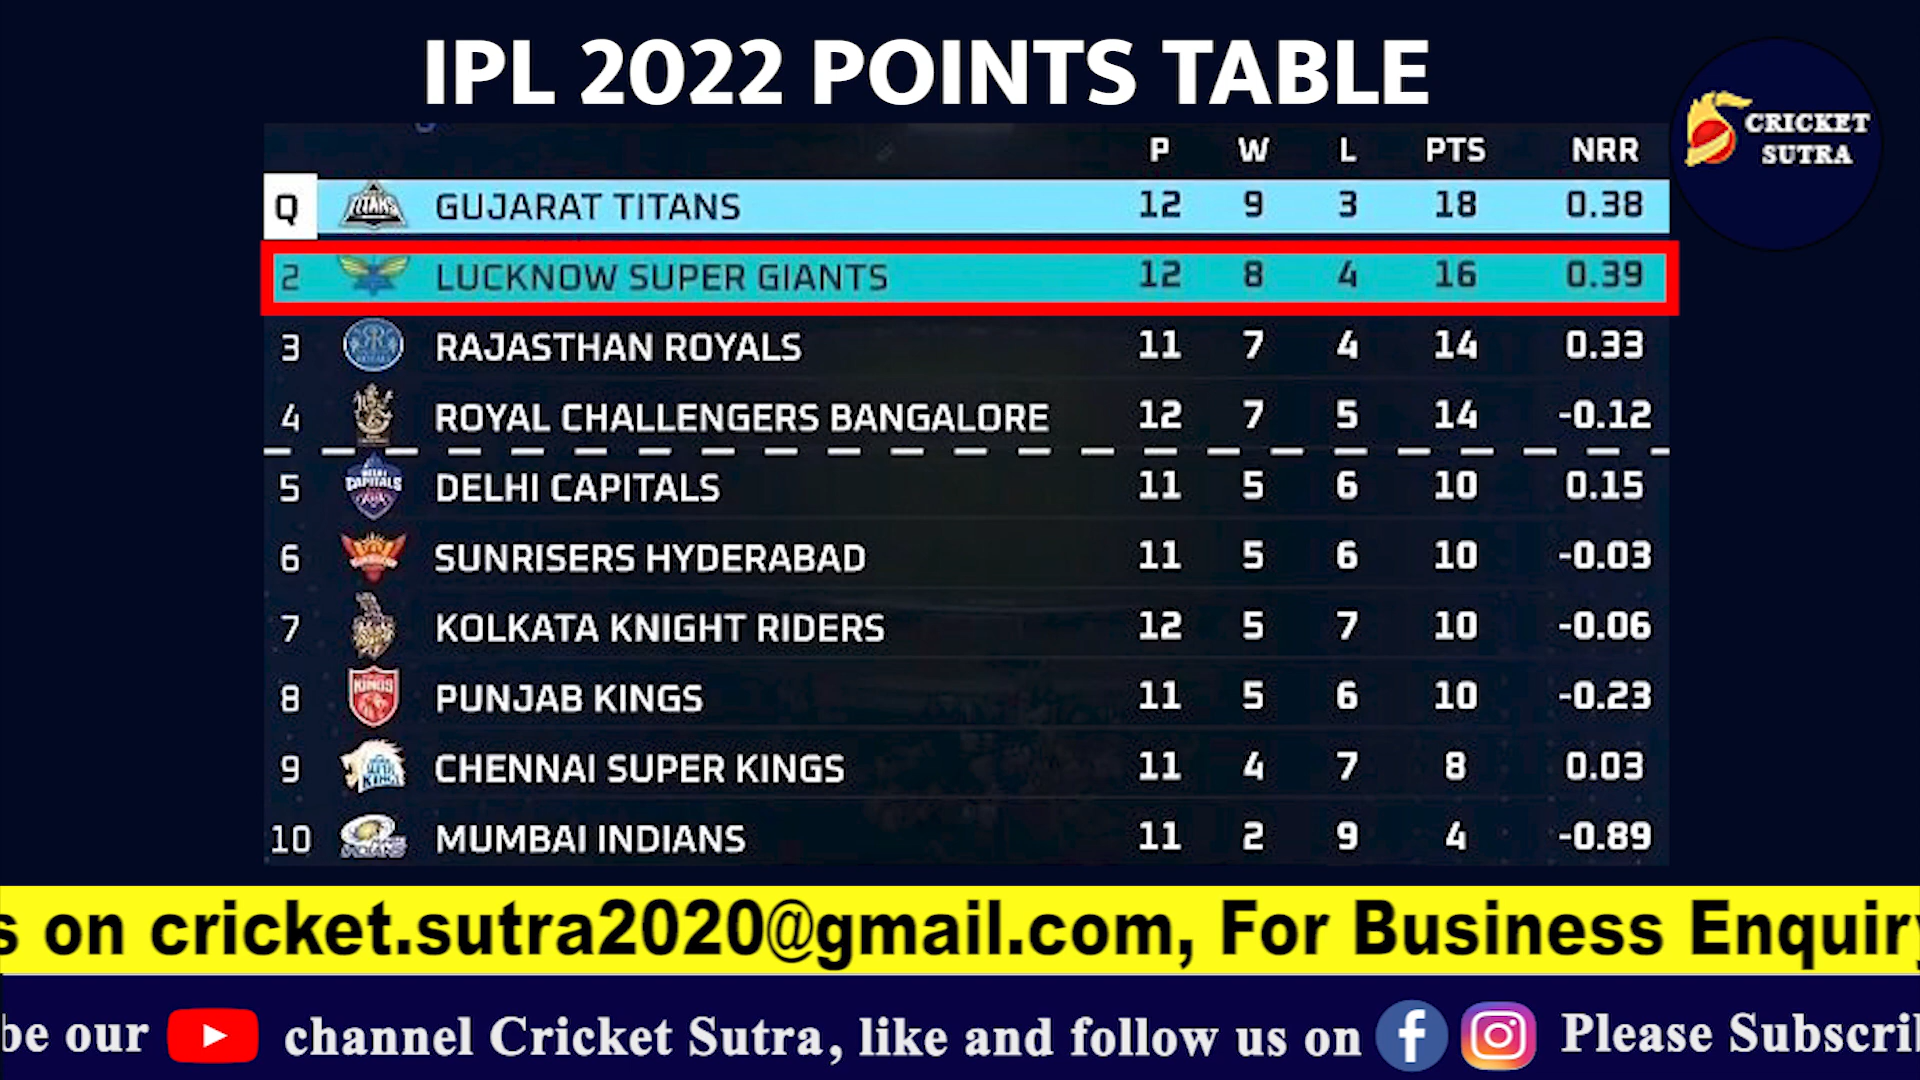 IPL 2022 POINTS TABLE
CRICKET
SUTRA
P W L PTS NRR
Q TITANS GUJARAT TITANS 12 9 3 18 0.38
2 LUCKNOW SUPER GIANTS 12 8 4 16 0.39
3 RR RAJASTHAN ROYALS 11 7 4 14 0.33
4 ROYAL CHALLENGERS BANGALORE 12 7 5 14 -0.12
5 DELHI CAPITALS DELHI CAPITALS 11 5 6 10 0.15
6 SUNRISERS HYDERABAD 11 5 6 10 -0.03
7 KOLKATA KNIGHT RIDERS 12 5 7 10 -0.06
8 KINGS PUNJAB KINGS 11 5 6 10 -0.23
9 CHENNAI SUPER KINGS 11 4 7 8 0.03
10 INDIANS MUMBAI INDIANS 11 2 9 4 -0.89
s on cricket.sutra2020@gmail.com, For Business Enquiry
be our channel Cricket Sutra, like and follow us on Please Subscri